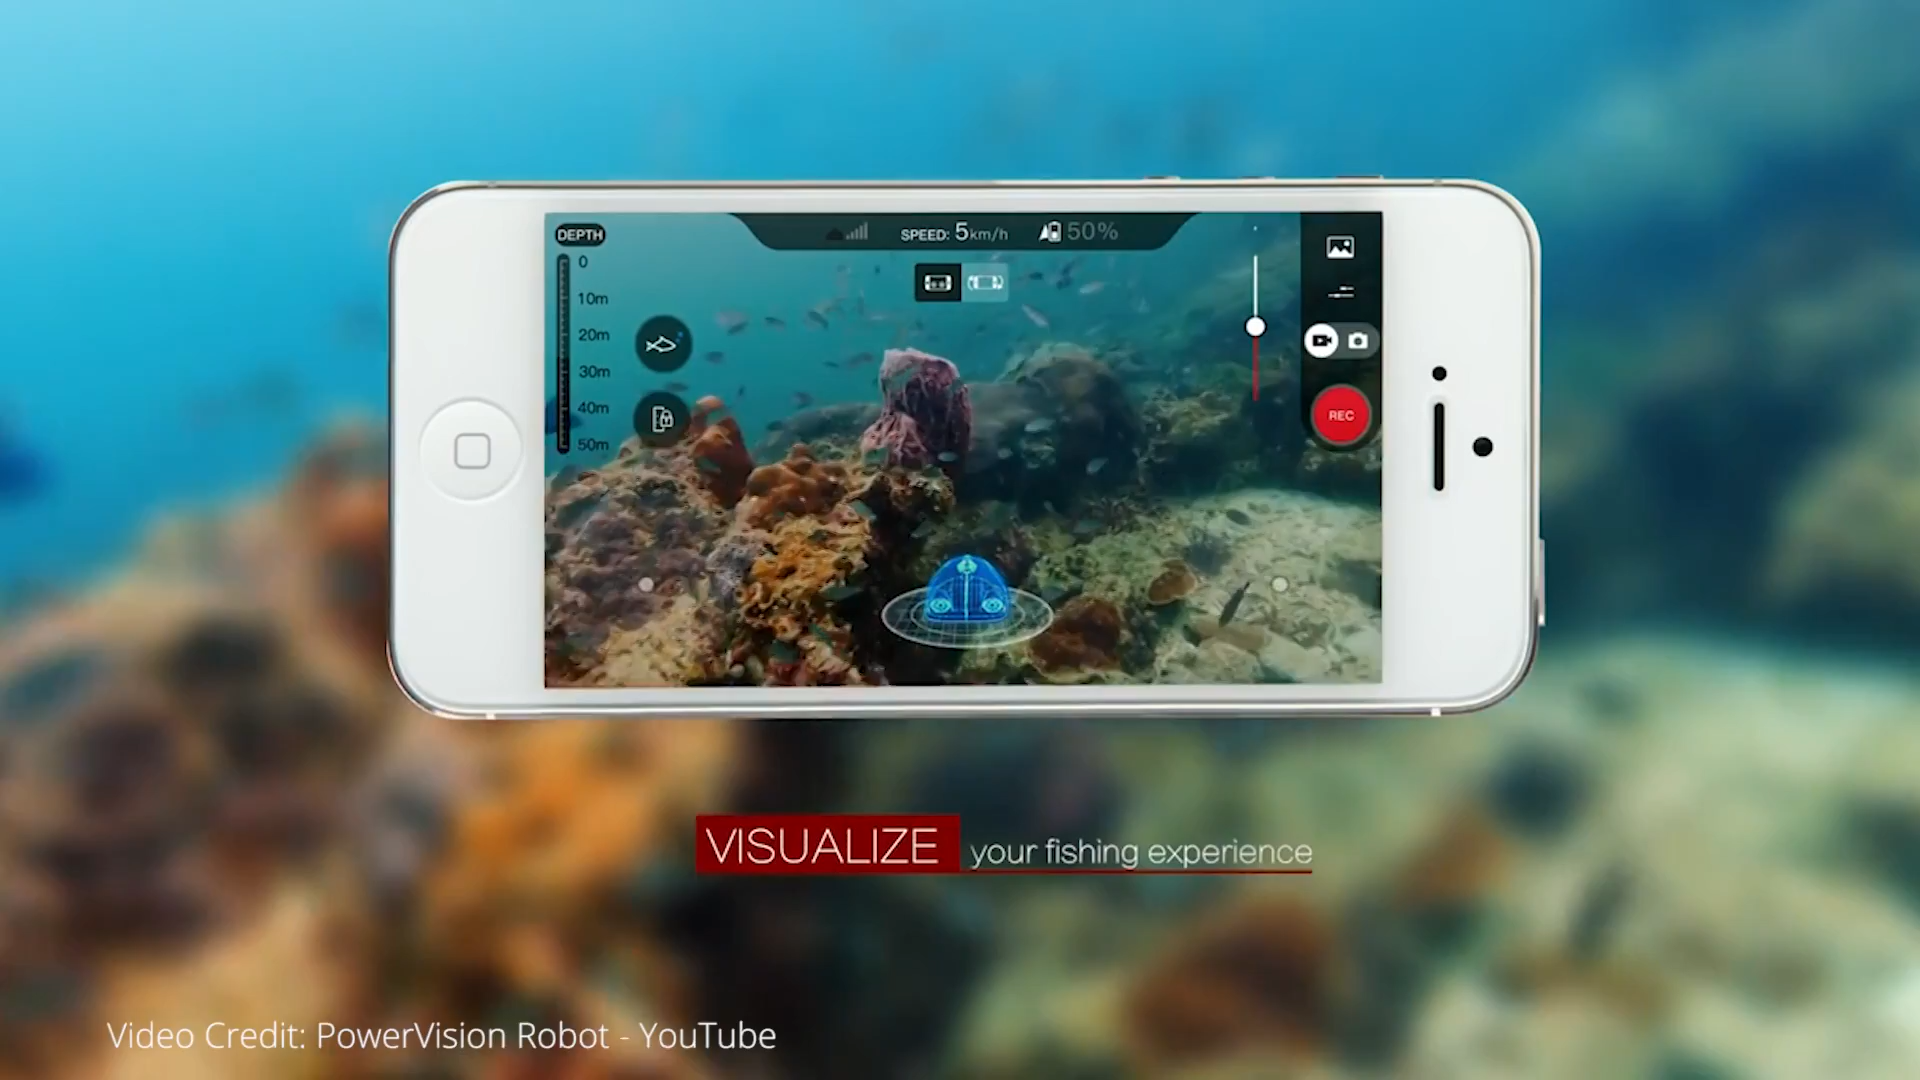 DEPTH
SPEED: 5km/h
50%
0
10m
20m
30m
40m
50m
REC
VISUALIZE your fishing experience
Video Credit: PowerVision Robot - YouTube